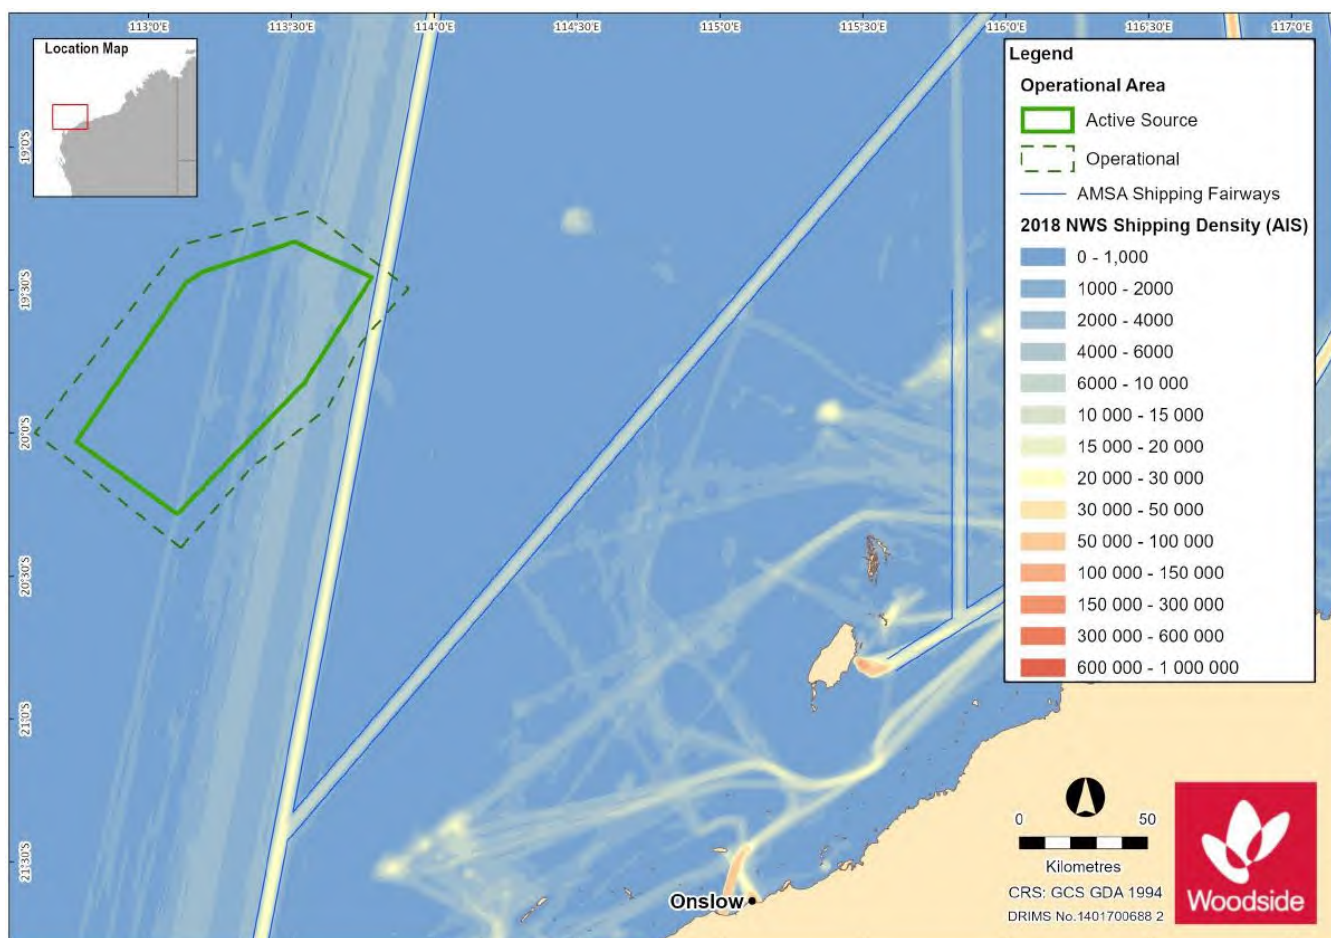 113°0'E 113°30'E 114°0'E 114°30'E 115°0'E 115°30'E 116°0'E 116°30'E 117°0'E
Location Map
19°0'S
19°30'S
20°0'S
20°30'S
21°0'S
21°30'S
Legend
Operational Area
Active Source
Operational
AMSA Shipping Fairways
2018 NWS Shipping Density (AIS)
0 - 1,000
1000 - 2000
2000 - 4000
4000 - 6000
6000 - 10 000
10 000 - 15 000
15 000 - 20 000
20 000 - 30 000
30 000 - 50 000
50 000 - 100 000
100 000 - 150 000
150 000 - 300 000
300 000 - 600 000
600 000 - 1 000 000
Onslow
0 50
Kilometres
CRS: GCS GDA 1994
DRIMS No.1401700688 2
Woodside